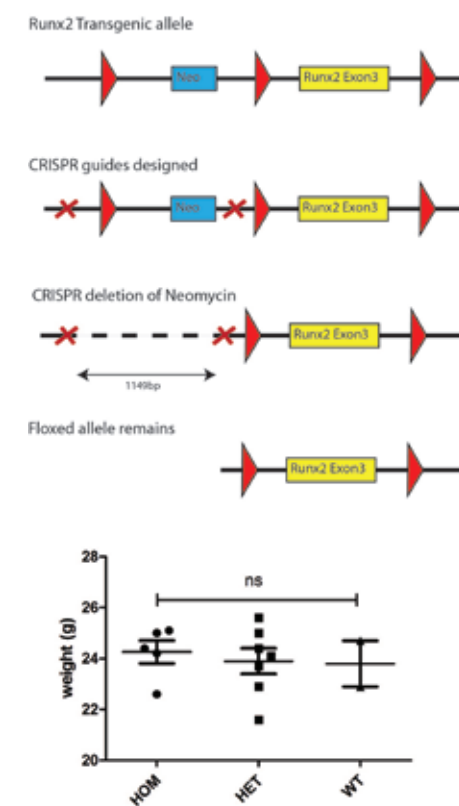 Runx2 Transgenic allele
Neo Runx2 Exon3
CRISPR guides designed
Neo Runx2 Exon3
CRISPR deletion of Neomycin
Runx2 Exon3
1149bp
Floxed allele remains
Runx2 Exon3
28
ns
26
24
22
20
weight (g)
HOM HET WT